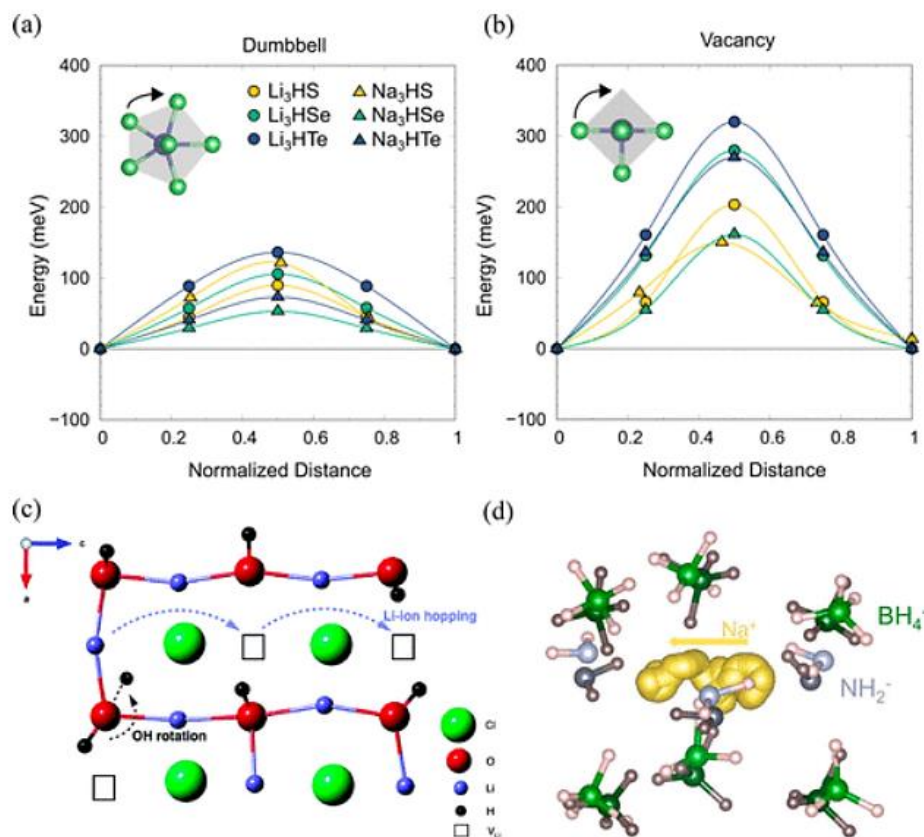 (a)
Dumbbell
400
300
200
100
0
−100
Energy (meV)
Li₃HS
Na₃HS
Li₃HSe
Na₃HSe
Li₃HTe
Na₃HTe
0
0.2
0.4
0.6
0.8
1
Normalized Distance
(b)
Vacancy
400
300
200
100
0
−100
Energy (meV)
0
0.2
0.4
0.6
0.8
1
Normalized Distance
(c)
c
a
Li-ion hopping
OH rotation
Cl
O
Li
H
V
(d)
BH₄⁻
Na⁺
NH₂⁻